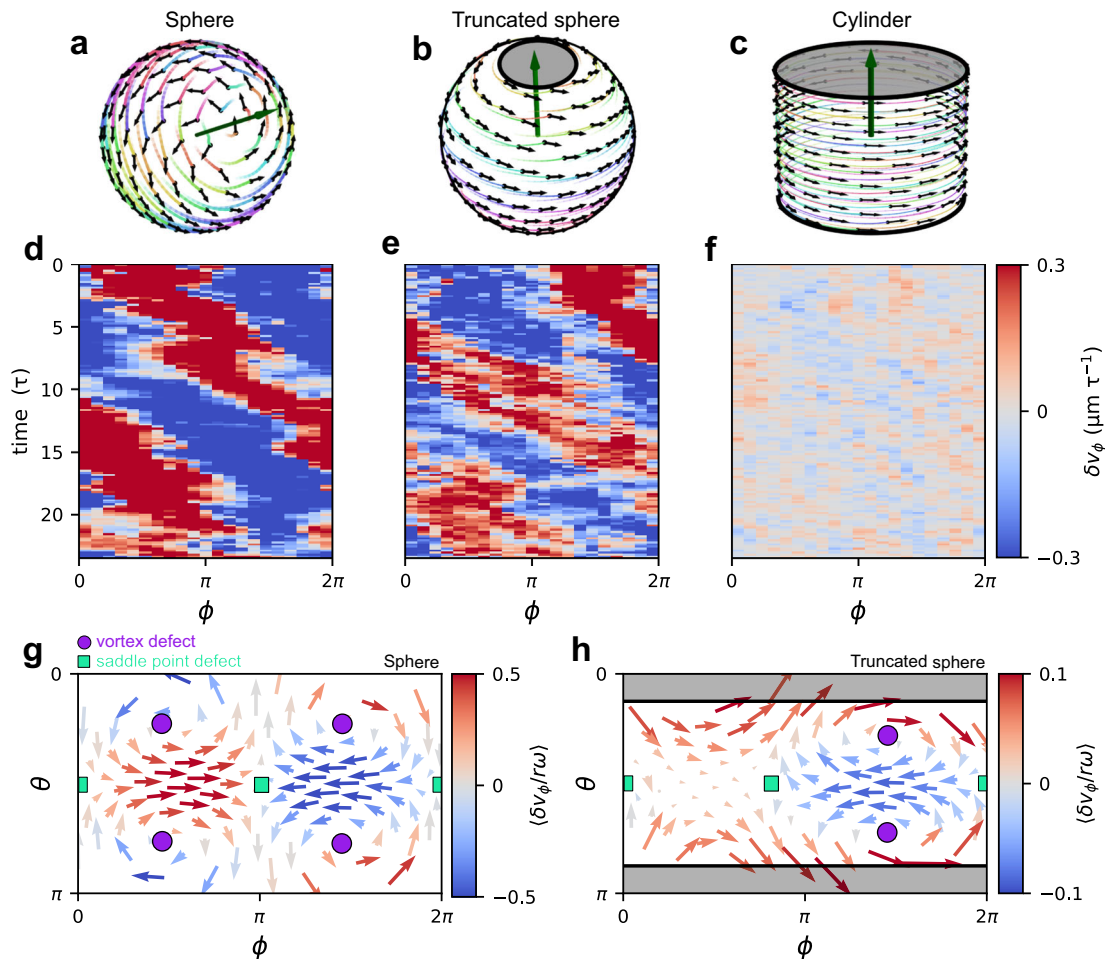 Sphere
Truncated sphere
Cylinder
a
b
c
d
e
f
0
5
10
15
20
time (τ)
0
π
2π
ϕ
0
π
2π
ϕ
0
π
2π
ϕ
0.3
0
−0.3
δv_ϕ (μm τ⁻¹)
g
vortex defect
saddle point defect
Sphere
0
θ
π
0
π
2π
ϕ
0.5
0
−0.5
⟨δv_ϕ/rω⟩
h
Truncated sphere
0
θ
π
0
π
2π
ϕ
0.1
0
−0.1
⟨δv_ϕ/rω⟩